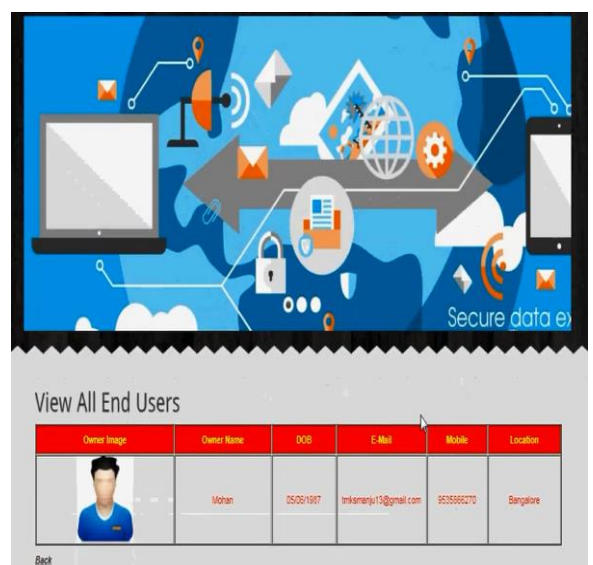 Secure data ex
View All End Users
Owner Image Owner Name DOB E-Mail Mobile Location
Mohan 05/06/1987 tmksmanju13@gmail.com 9535866270 Bangalore
Back